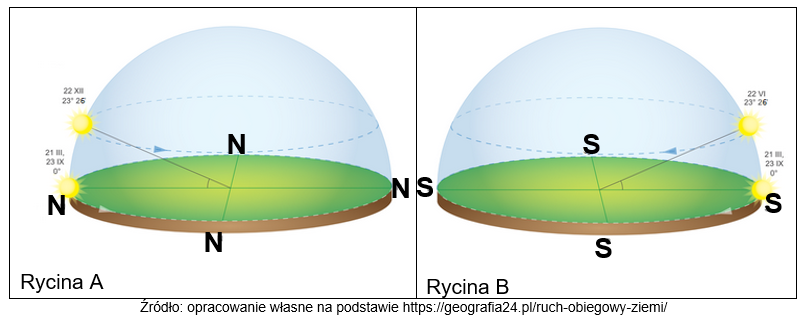 22 XII
23° 26'
21 III,
23 IX
0°
N
N
N
N
Rycina A
22 VI
23° 26'
21 III,
23 IX
0°
S
S
S
S
Rycina B
Źródło: opracowanie własne na podstawie https://geografia24.pl/ruch-obiegowy-ziemi/